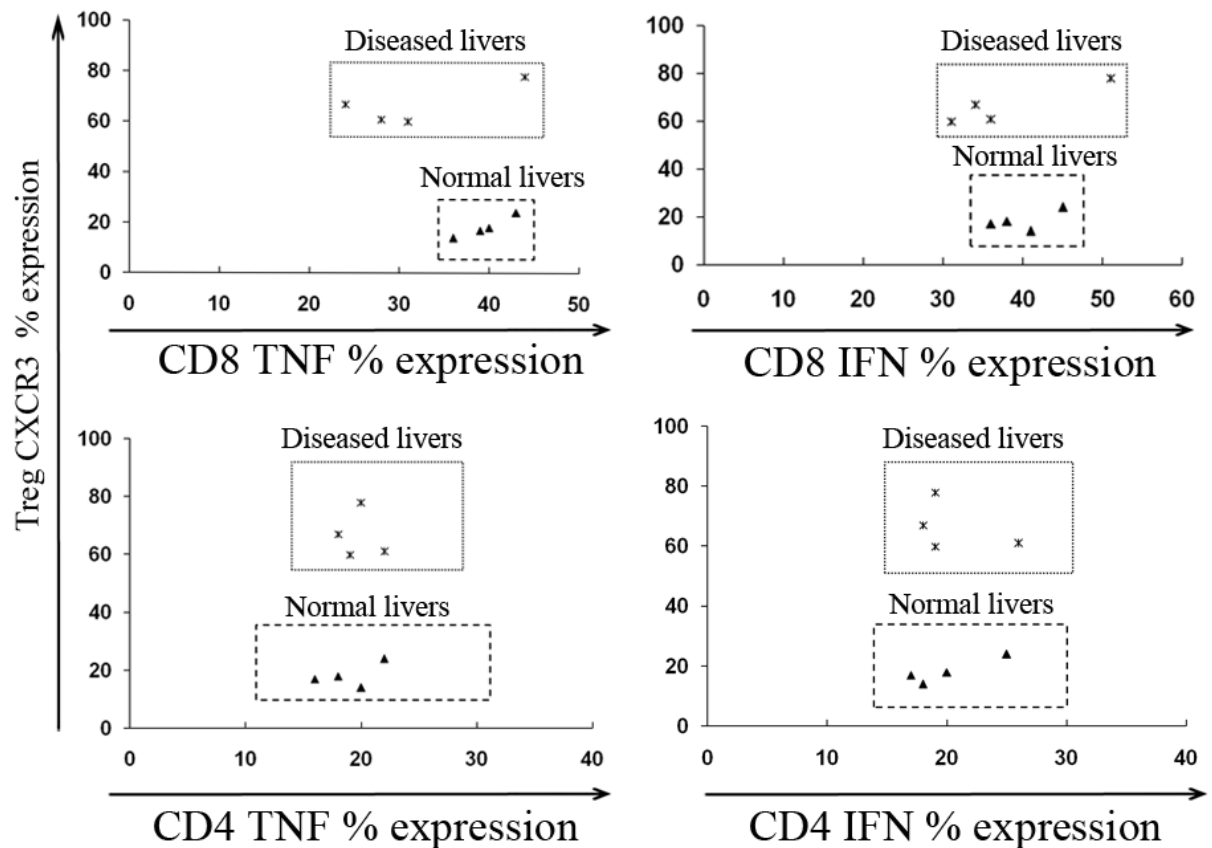 Treg CXCR3 % expression
100
80
60
40
20
0
Diseased livers
Normal livers
0 10 20 30 40 50
CD8 TNF % expression
100
80
60
40
20
0
Diseased livers
Normal livers
0 10 20 30 40 50 60
CD8 IFN % expression
100
80
60
40
20
0
Diseased livers
Normal livers
0 10 20 30 40
CD4 TNF % expression
100
80
60
40
20
0
Diseased livers
Normal livers
0 10 20 30 40
CD4 IFN % expression